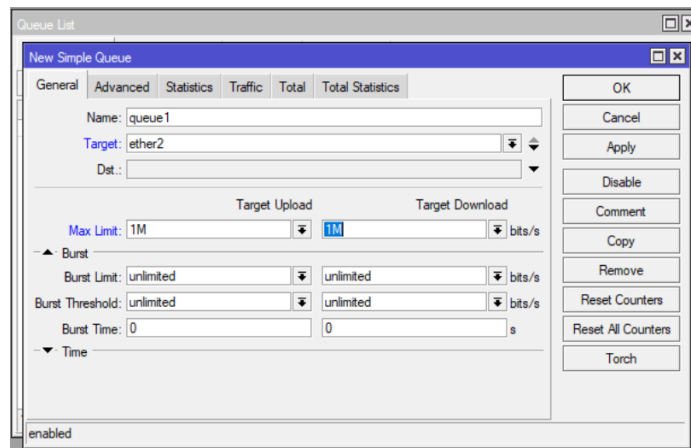 Queue List
New Simple Queue
General Advanced Statistics Traffic Total Total Statistics
Name: queue1
Target: ether2
Dst.:
Target Upload Target Download
Max Limit: 1M 1M bits/s
Burst
Burst Limit: unlimited unlimited bits/s
Burst Threshold: unlimited unlimited bits/s
Burst Time: 0 0 s
Time
OK
Cancel
Apply
Disable
Comment
Copy
Remove
Reset Counters
Reset All Counters
Torch
enabled